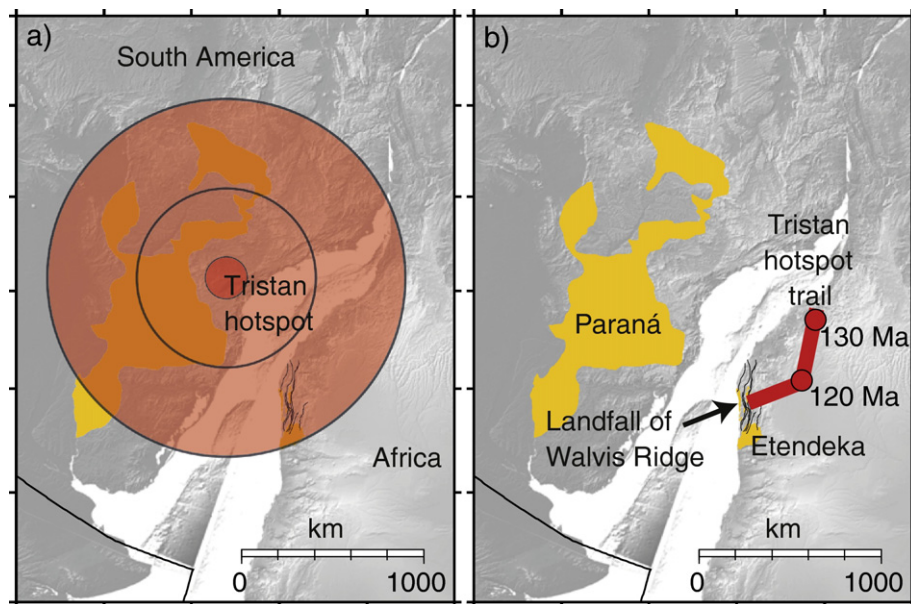 a)
South America
Tristan
hotspot
Africa
km
0 1000
b)
Tristan
hotspot
trail
Paraná
130 Ma
120 Ma
Landfall of
Walvis Ridge
Etendeka
km
0 1000